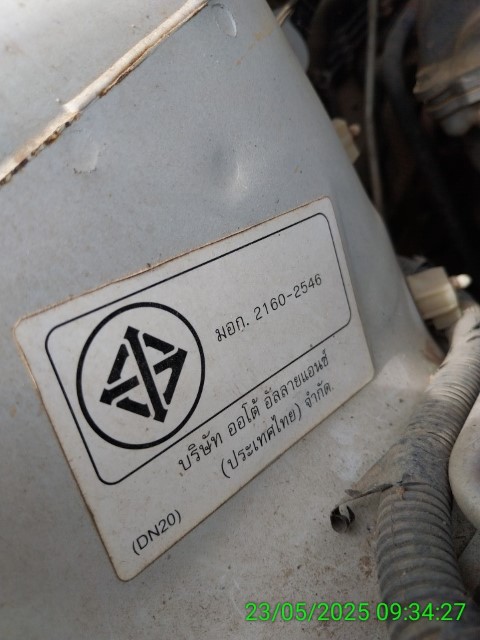 มอก. 2160-2546
บริษัท ออโต้ อัลลายแอนซ์
(ประเทศไทย) จำกัด.
(DN20)
23/05/2025 09:34:27